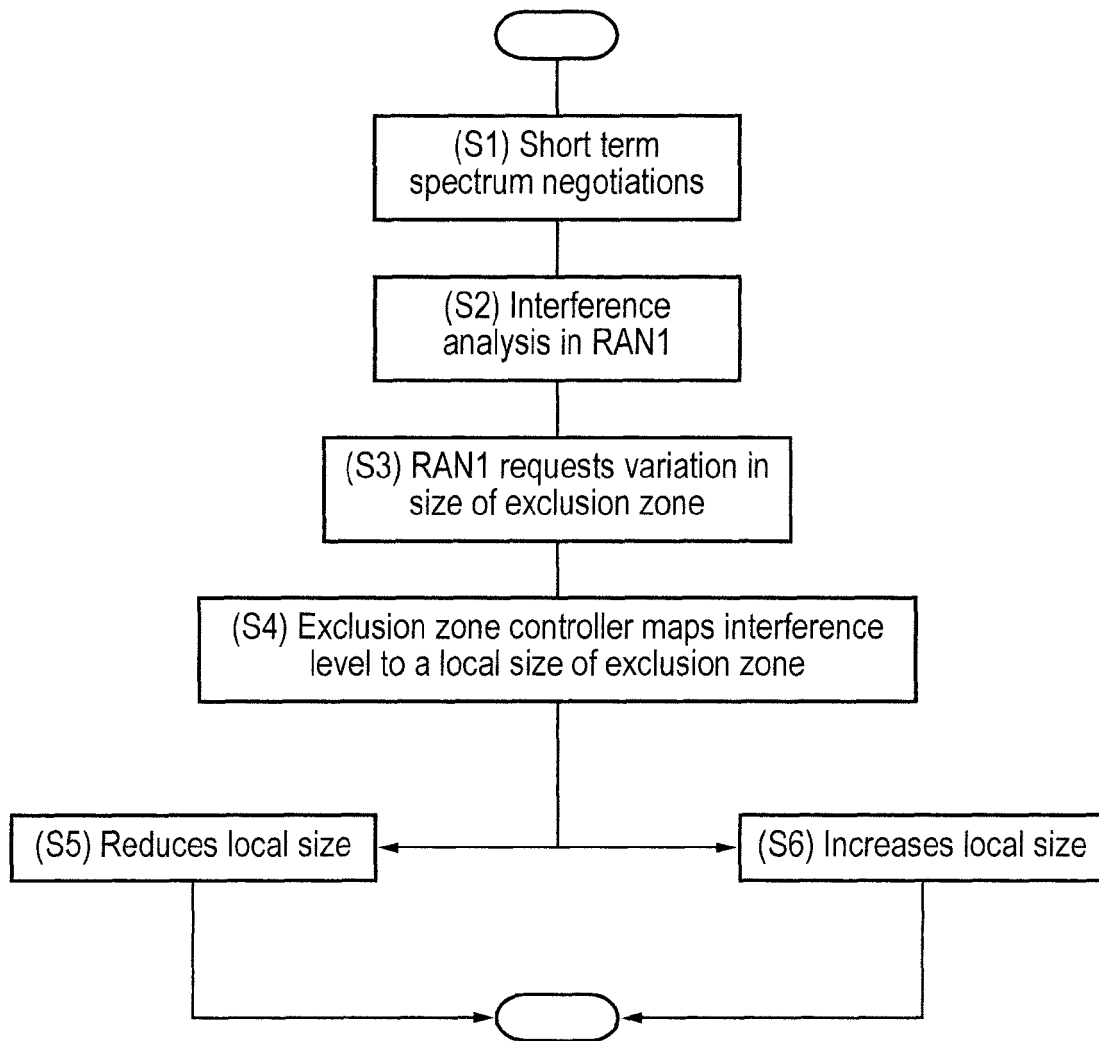 (S1) Short term
spectrum negotiations
(S2) Interference
analysis in RAN1
(S3) RAN1 requests variation in
size of exclusion zone
(S4) Exclusion zone controller maps interference
level to a local size of exclusion zone
(S5) Reduces local size
(S6) Increases local size